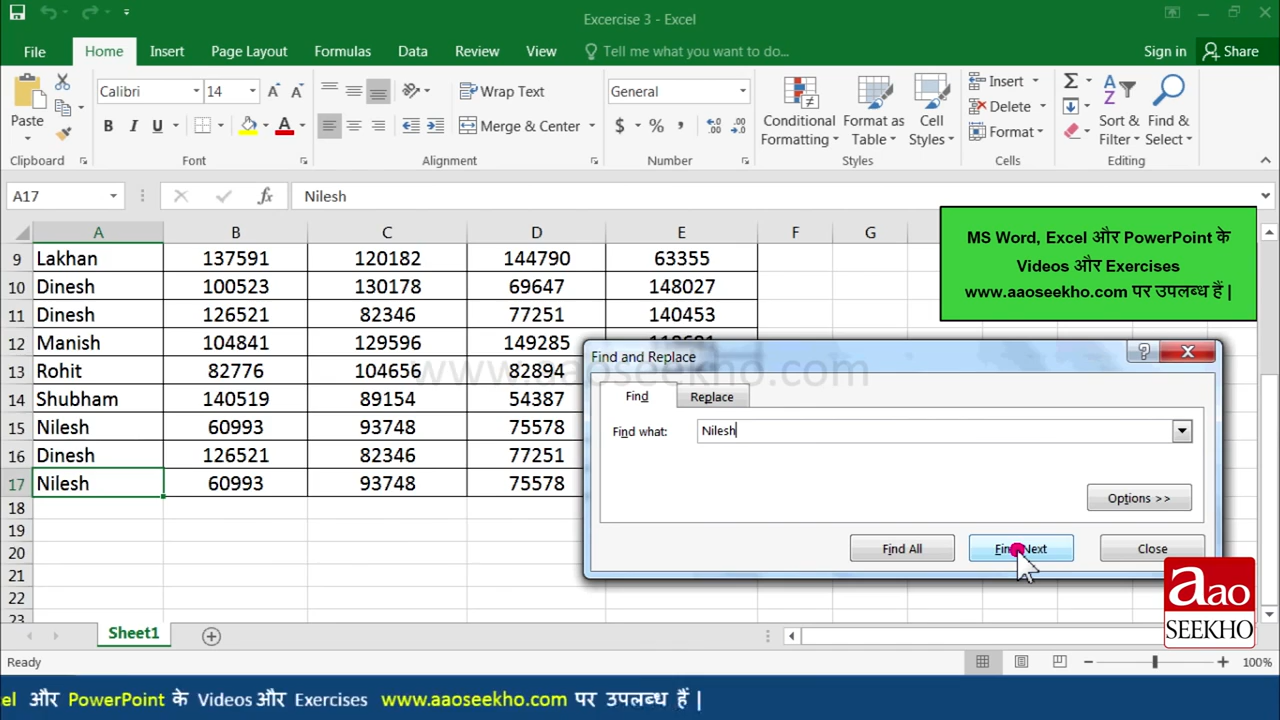 Excercise 3 - Excel
File Home Insert Page Layout Formulas Data Review View Tell me what you want to do... Sign in Share
Paste
Calibri 14
B I U A
Wrap Text
Merge & Center
General
$ % ,
Conditional Formatting
Format as Table
Cell Styles
Insert
Delete
Format
Sort & Filter
Find & Select
Clipboard Font Alignment Number Styles Cells Editing
A17 fx Nilesh
A B C D E F G
9 Lakhan 137591 120182 144790 63355
10 Dinesh 100523 130178 69647 148027
11 Dinesh 126521 82346 77251 140453
12 Manish 104841 129596 149285
13 Rohit 82776 104656 82894
14 Shubham 140519 89154 54387
15 Nilesh 60993 93748 75578
16 Dinesh 126521 82346 77251
17 Nilesh 60993 93748 75578
18
19
20
21
22
23
MS Word, Excel और PowerPoint के
Videos और Exercises
www.aaoseekho.com पर उपलब्ध हैं |
www.aaoseekho.com
Find and Replace
Find Replace
Find what: Nilesh
Options >>
Find All Find Next Close
aao
SEEKHO
Sheet1
Ready 100%
el और PowerPoint के Videos और Exercises www.aaoseekho.com पर उपलब्ध हैं |